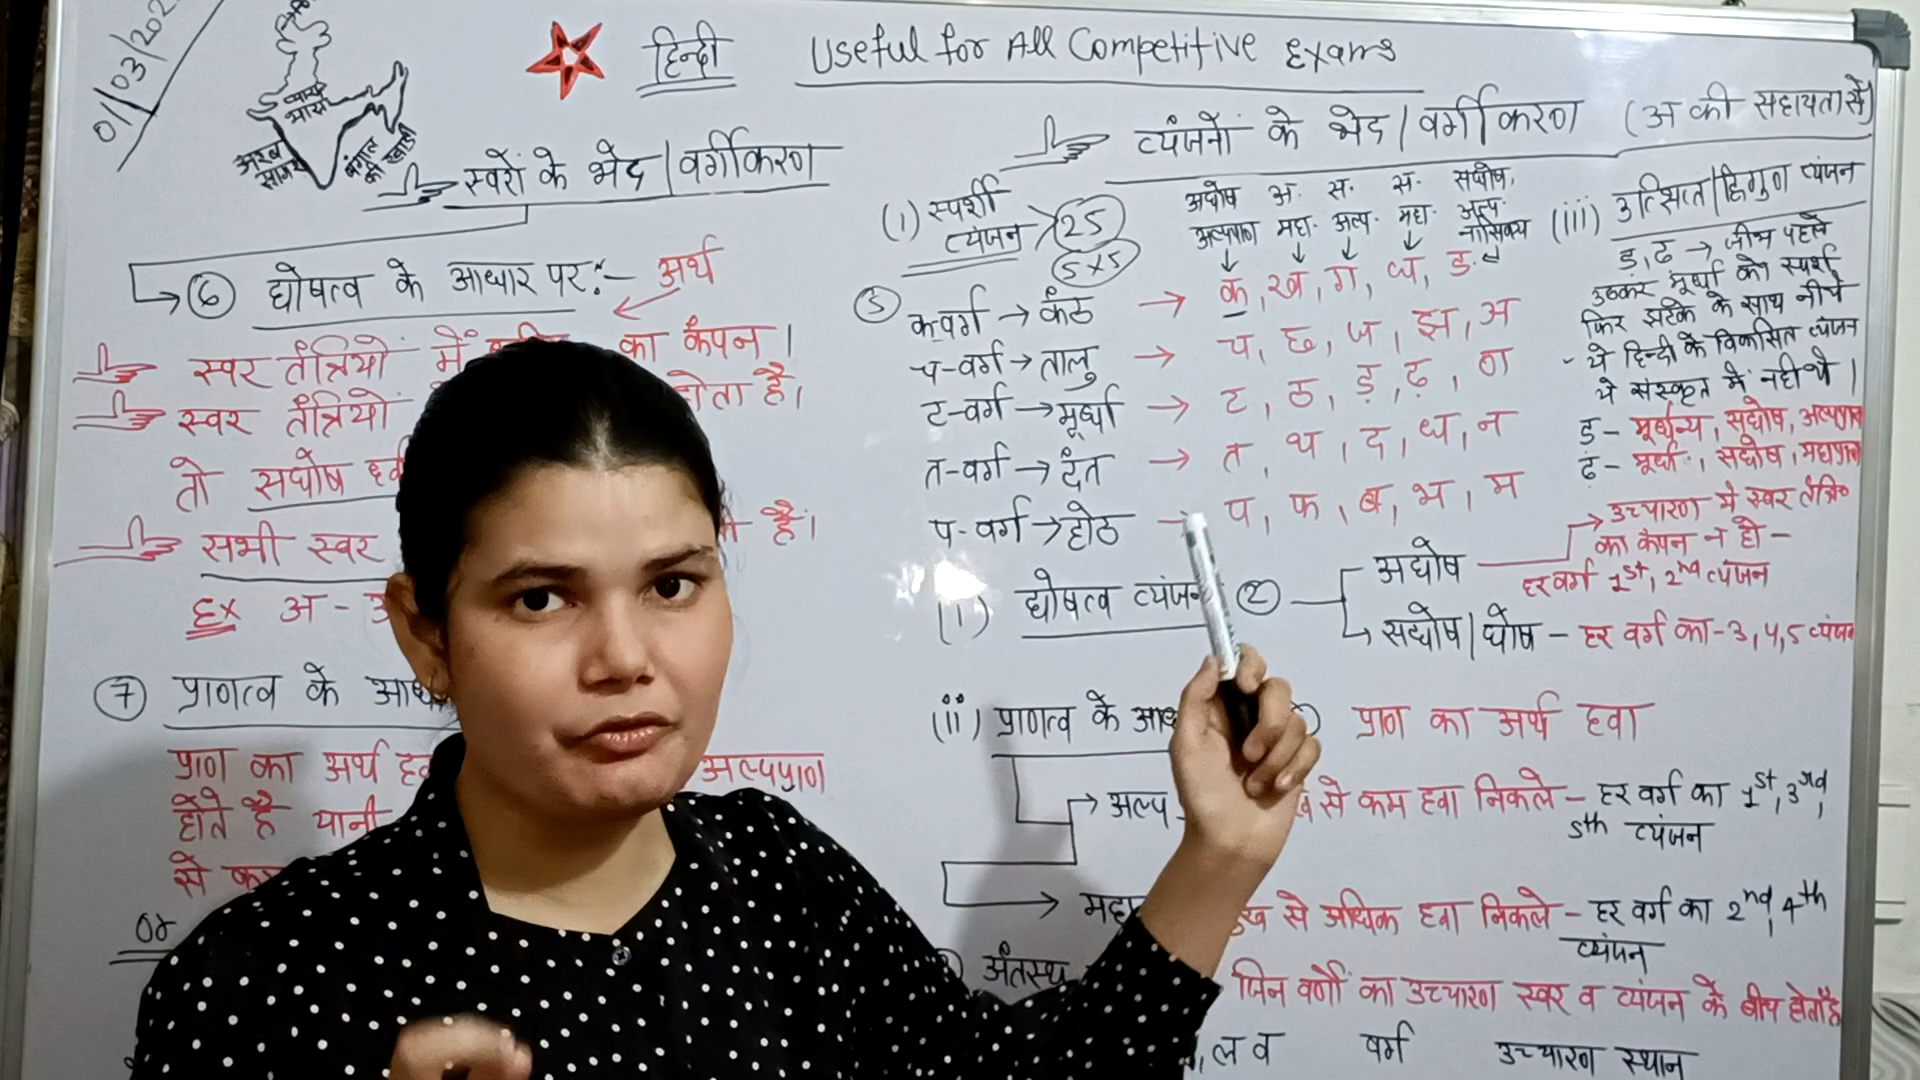 01/03/202
हिन्दी Useful for All Competitive Exams
प्यारा भारत
अरब सागर
बंगाल की खाड़ी
स्वरों के भेद | वर्गीकरण
⑥ घोषत्व के आधार पर :- अर्थ
स्वर तंत्रियों में का कंपन ।
स्वर तंत्रियों होता है।
तो सघोष
सभी स्वर है।
Ex अ -
⑦ प्राणत्व के
प्राण का अर्थ अल्पप्राण
होते है यानी
से
Or
व्यंजनों के भेद | वर्गीकरण (अ की सहायता से)
(i) स्पर्शी व्यंजन 25
5x5
अघोष अ. स. स. सघोष,
अल्पप्राण महा. अल्प. महा. अल्प. नासिक्य
⑤ क-वर्ग → कंठ → क, ख, ग, घ, ङ
च-वर्ग → तालु → च, छ, ज, झ, ञ
ट-वर्ग → मूर्ध्धा → ट, ठ, ड़, ढ़, ण
त-वर्ग → दंत → त, थ, द, ध, न
प-वर्ग → होठ → प, फ, ब, भ, म
(iii) उत्क्षिप्त | द्विगुण व्यंजन
ड़, ढ़ → जीभ पहले
उठकर मूर्ध्धा को स्पर्श
फिर झटके के साथ नीचे
- ये हिन्दी के विकसित व्यंजन
ये संस्कृत में नही थे |
ड़ - मूर्धन्य, सघोष, अल्पप्राण
ढ़ - मूर्धा., सघोष, महाप्राण
(i) घोषत्व व्यंजन ②
अघोष → उच्चारण मे स्वर तंत्रि०
का कंपन न हो -
हर वर्ग 1st, 2nd व्यंजन
सघोष | घोष - हर वर्ग का - 3, 4, 5 व्यंजन
(ii) प्राणत्व के प्राण का अर्थ हवा
→ अल्प से कम हवा निकले - हर वर्ग का 1st, 3rd,
5th व्यंजन
→ से अधिक हवा निकले - हर वर्ग का 2nd, 4th
व्यंजन
अंतस्थ जिन वर्णों का उच्चारण स्वर व व्यंजन के बीच होता है
, ल व वर्ग उच्चारण स्थान